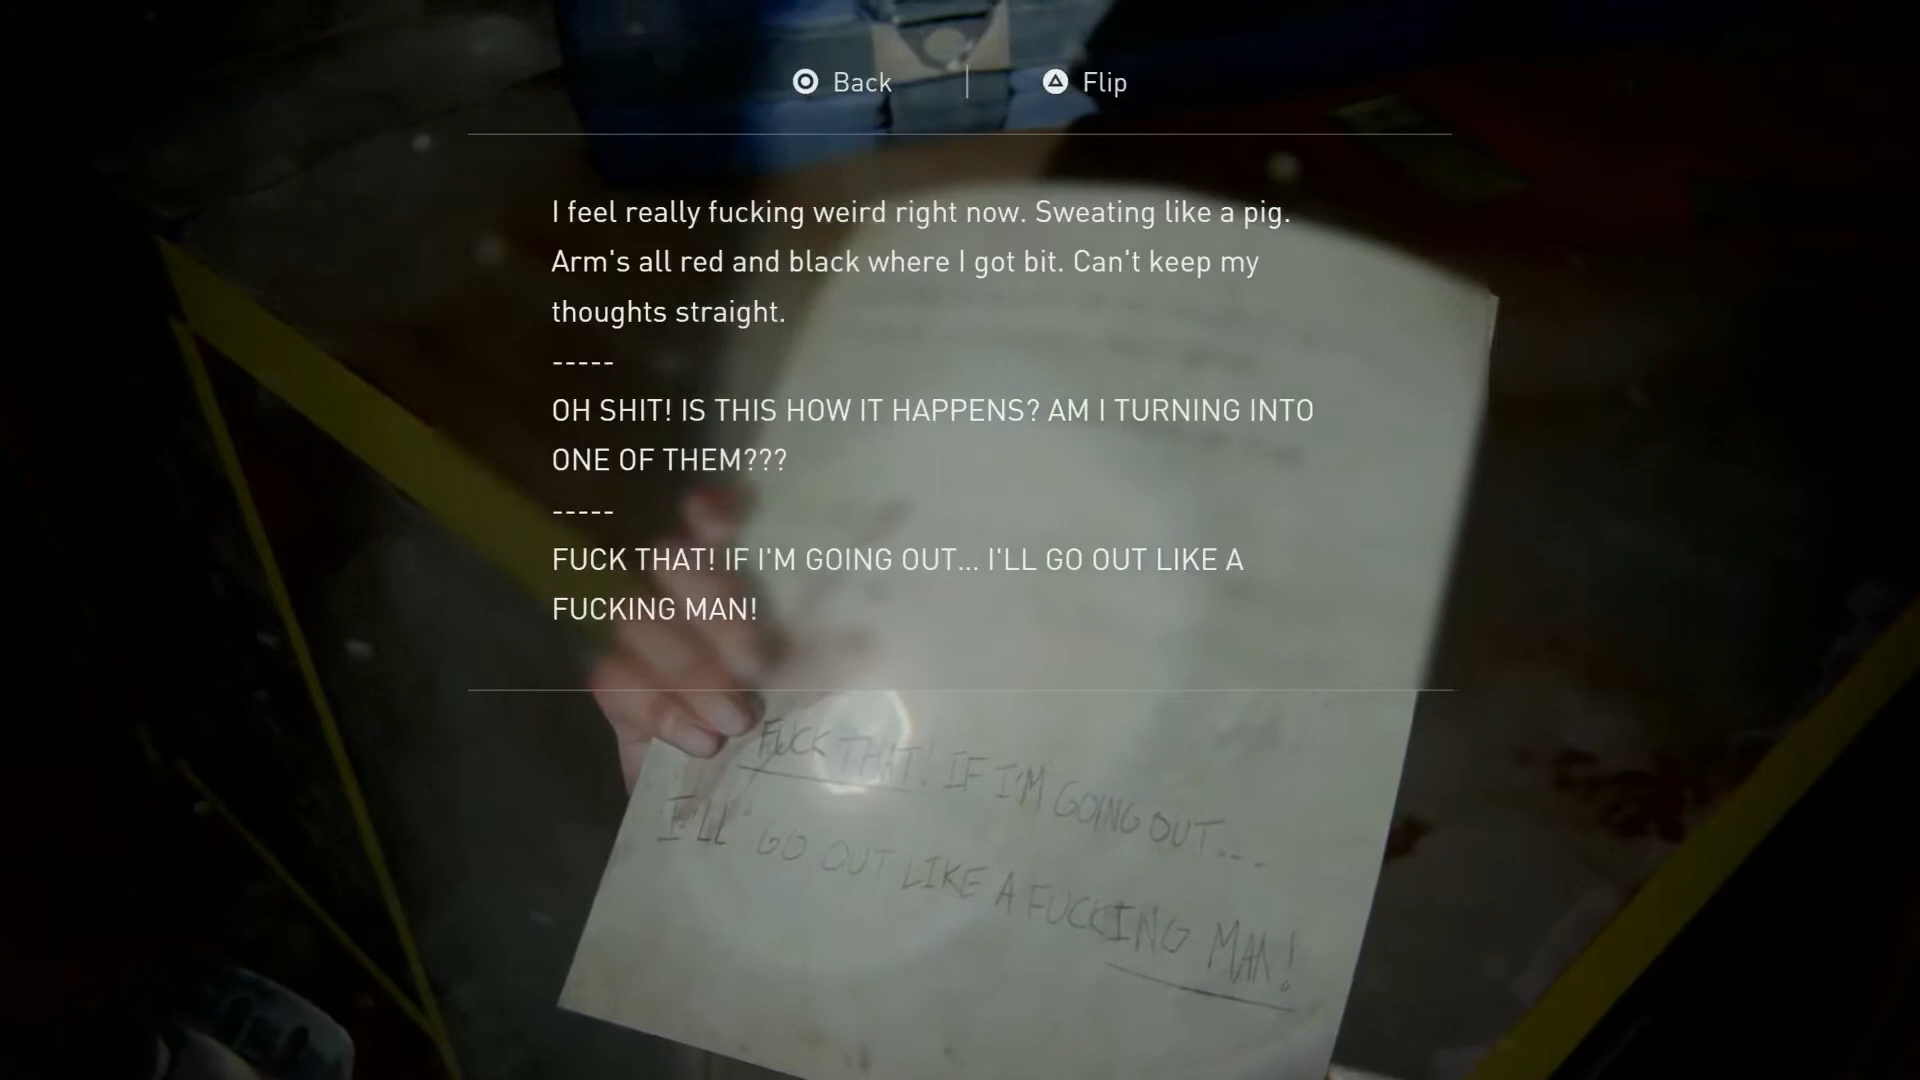 Back | Flip
I feel really fucking weird right now. Sweating like a pig.
Arm's all red and black where I got bit. Can't keep my
thoughts straight.
-----
OH SHIT! IS THIS HOW IT HAPPENS? AM I TURNING INTO
ONE OF THEM???
-----
FUCK THAT! IF I'M GOING OUT... I'LL GO OUT LIKE A
FUCKING MAN!
FUCK THAT! IF I'M GOING OUT...
I'LL GO OUT LIKE A FUCKING MAN!